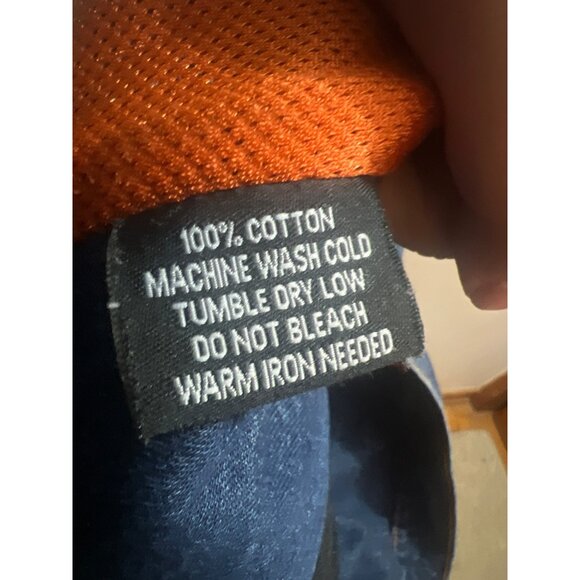 100% COTTON
MACHINE WASH COLD
TUMBLE DRY LOW
DO NOT BLEACH
WARM IRON NEEDED